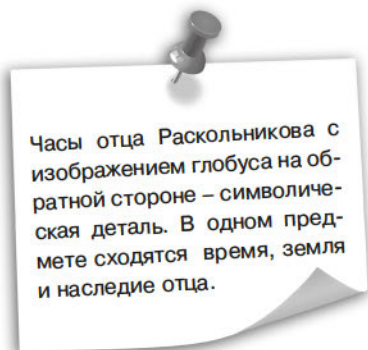 Часы отца Раскольникова с
изображением глобуса на об-
ратной стороне – символиче-
ская деталь. В одном пред-
мете сходятся время, земля
и наследие отца.